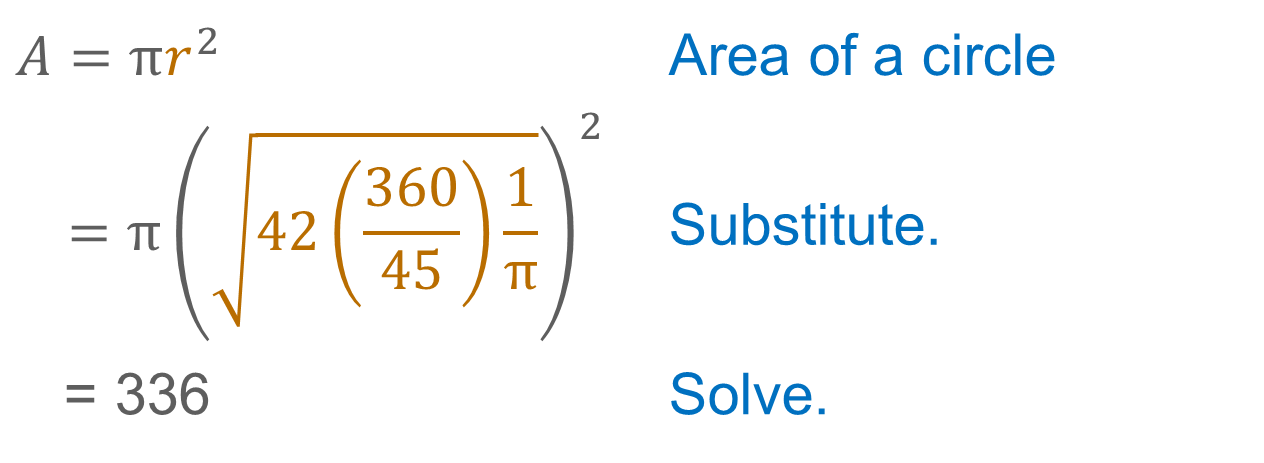 A = πr² Area of a circle
= π(√(42(360/45)1/π))² Substitute.
= 336 Solve.